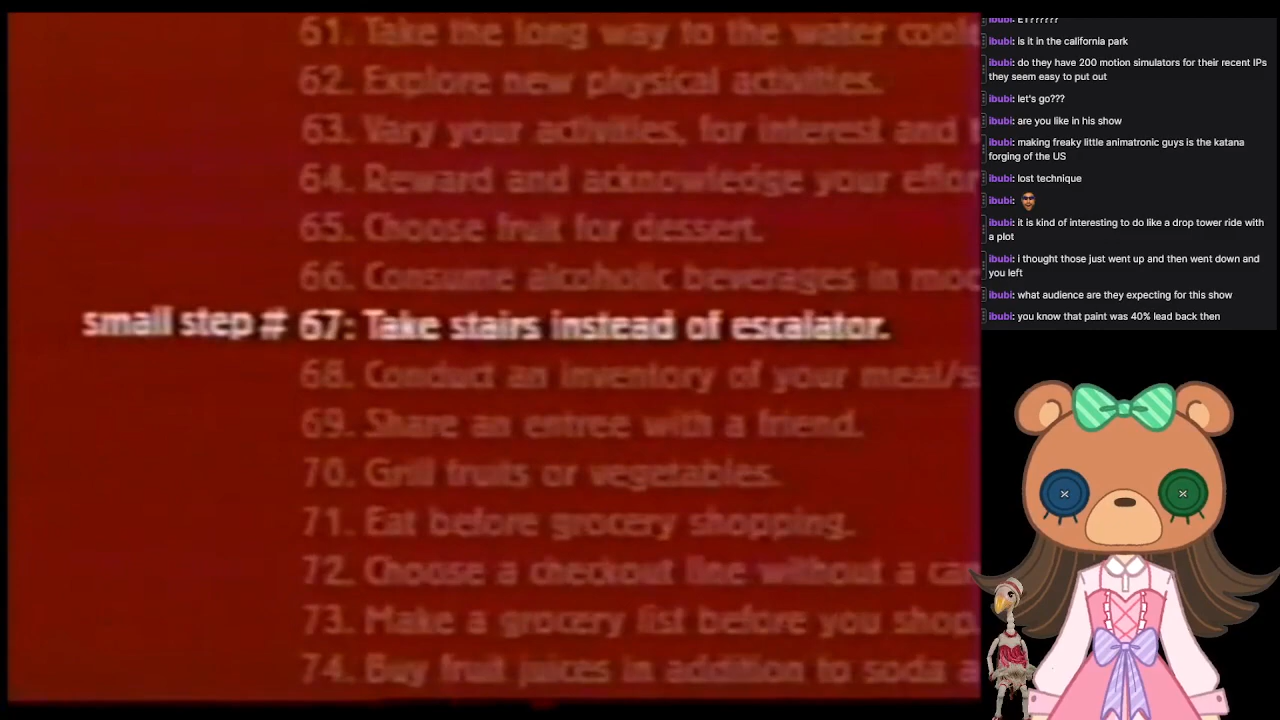 61. Take the long way to the water
62. Explore new physical activities.
63. Vary your activities, for interest and
64. Reward and acknowledge your
65. Choose fruit for dessert.
66. Consume alcoholic beverages in
small step # 67: Take stairs instead of escalator.
68. Conduct an inventory of your
69. Share an entree with a friend.
70. Grill fruits or vegetables.
71. Eat before grocery shopping.
72. Choose a checkout line without a
73. Make a grocery list before you shop.
74. Buy fruit juices in addition to soda
ibubi: ET??????
ibubi: is it in the california park
ibubi: do they have 200 motion simulators for their recent IPs
they seem easy to put out
ibubi: let's go???
ibubi: are you like in his show
ibubi: making freaky little animatronic guys is the katana
forging of the US
ibubi: lost technique
ibubi:
ibubi: it is kind of interesting to do like a drop tower ride with
a plot
ibubi: i thought those just went up and then went down and
you left
ibubi: what audience are they expecting for this show
ibubi: you know that paint was 40% lead back then